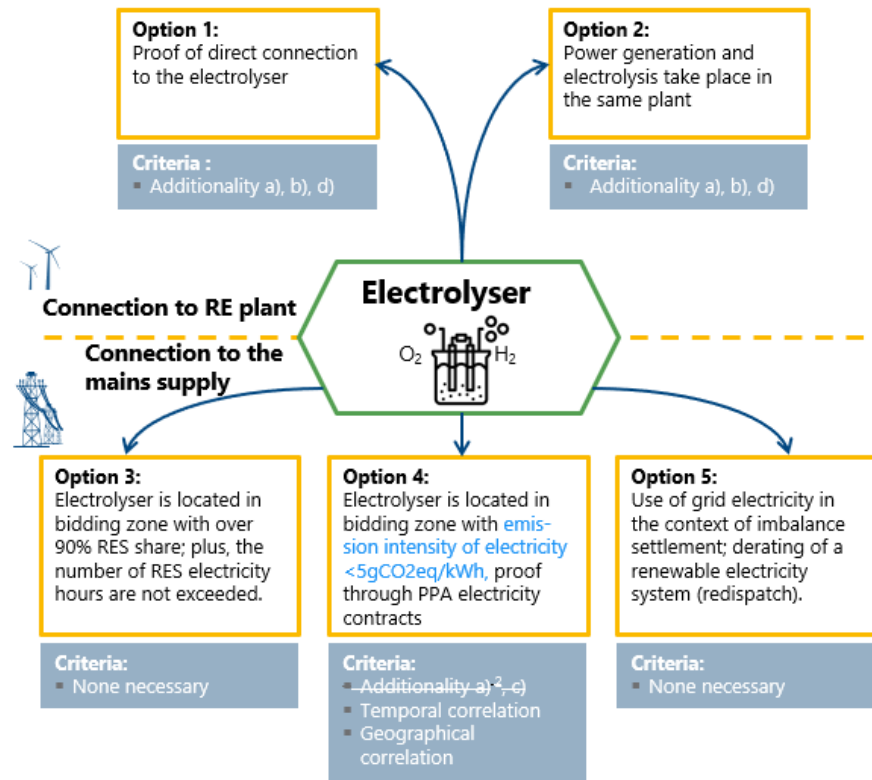 Option 1:
Proof of direct connection
to the electrolyser
Criteria :
▪ Additionality a), b), d)
Option 2:
Power generation and
electrolysis take place in
the same plant
Criteria:
▪ Additionality a), b), d)
Connection to RE plant
Electrolyser
O₂ H₂
Connection to the
mains supply
Option 3:
Electrolyser is located in
bidding zone with over
90% RES share; plus, the
number of RES electricity
hours are not exceeded.
Criteria:
▪ None necessary
Option 4:
Electrolyser is located in
bidding zone with emis-
sion intensity of electricity
<5gCO2eq/kWh, proof
through PPA electricity
contracts
Criteria:
▪ Additionality a)², c)
▪ Temporal correlation
▪ Geographical
correlation
Option 5:
Use of grid electricity in
the context of imbalance
settlement; derating of a
renewable electricity
system (redispatch).
Criteria:
▪ None necessary